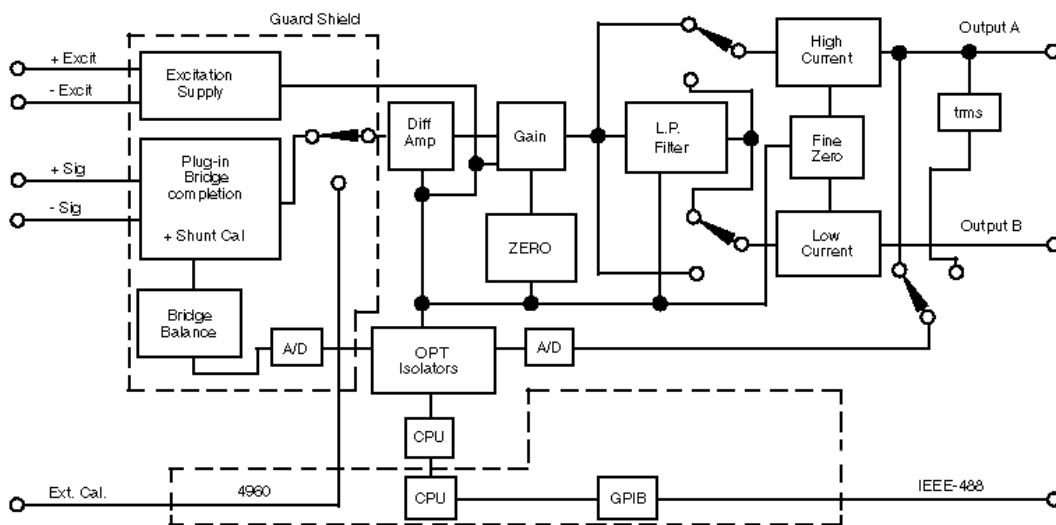 Guard Shield
+ Excit
- Excit
Excitation
Supply
+ Sig
- Sig
Plug-in
Bridge
completion
+ Shunt Cal
Bridge
Balance
A/D
Diff
Amp
Gain
ZERO
OPT
Isolators
A/D
L.P.
Filter
High
Current
Fine
Zero
Low
Current
Output A
trms
Output B
CPU
Ext. Cal.
4960
CPU
GPIB
IEEE-488